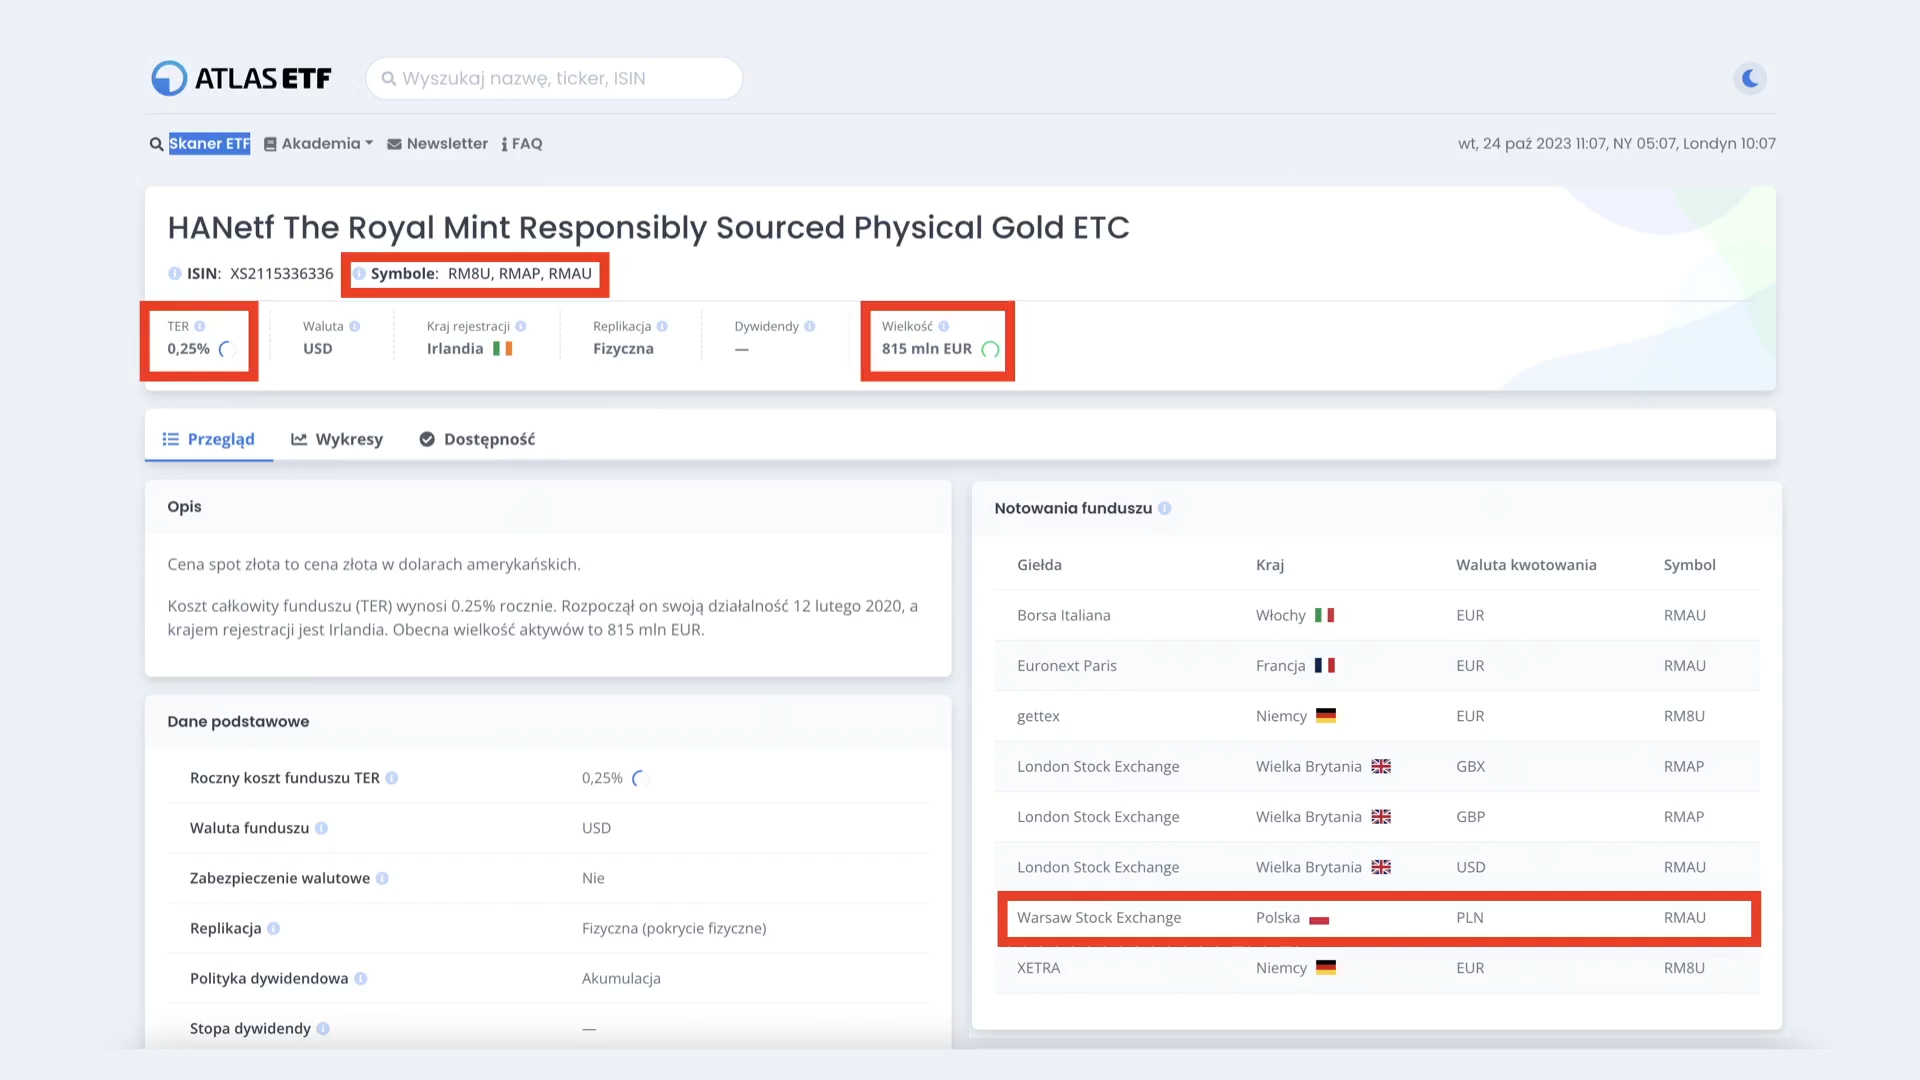 ATLAS ETF
Wyszukaj nazwę, ticker, ISIN
Skaner ETF Akademia Newsletter FAQ
wt, 24 paź 2023 11:07, NY 05:07, Londyn 10:07
HANetf The Royal Mint Responsibly Sourced Physical Gold ETC
ISIN: XS2115336336 Symbole: RM8U, RMAP, RMAU
TER Waluta Kraj rejestracji Replikacja Dywidendy Wielkość
0,25% USD Irlandia Fizyczna — 815 mln EUR
Przegląd Wykresy Dostępność
Opis
Cena spot złota to cena złota w dolarach amerykańskich.
Koszt całkowity funduszu (TER) wynosi 0.25% rocznie. Rozpoczął on swoją działalność 12 lutego 2020, a
krajem rejestracji jest Irlandia. Obecna wielkość aktywów to 815 mln EUR.
Dane podstawowe
Roczny koszt funduszu TER 0,25%
Waluta funduszu USD
Zabezpieczenie walutowe Nie
Replikacja Fizyczna (pokrycie fizyczne)
Polityka dywidendowa Akumulacja
Stopa dywidendy —
Notowania funduszu
Giełda Kraj Waluta kwotowania Symbol
Borsa Italiana Włochy EUR RMAU
Euronext Paris Francja EUR RMAU
gettex Niemcy EUR RM8U
London Stock Exchange Wielka Brytania GBX RMAP
London Stock Exchange Wielka Brytania GBP RMAP
London Stock Exchange Wielka Brytania USD RMAU
Warsaw Stock Exchange Polska PLN RMAU
XETRA Niemcy EUR RM8U